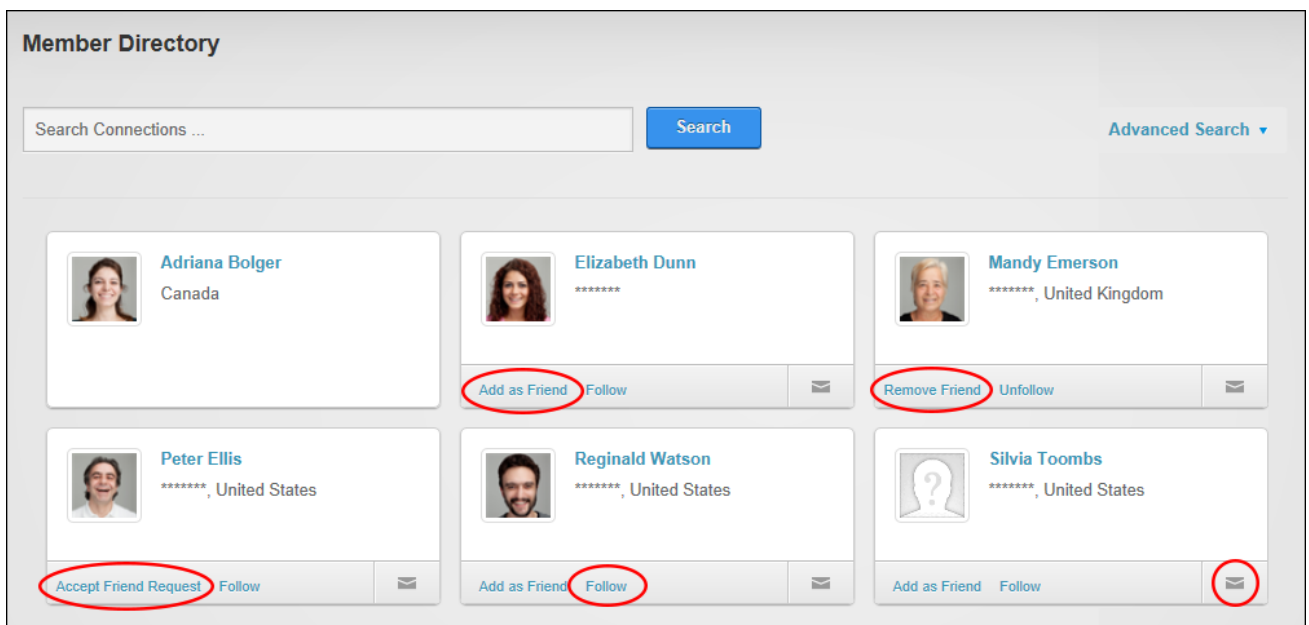 Member Directory
Search Connections ...
Search
Advanced Search ▼
Adriana Bolger
Canada
Elizabeth Dunn
*******
Add as Friend Follow
Mandy Emerson
*******, United Kingdom
Remove Friend Unfollow
Peter Ellis
*******, United States
Accept Friend Request Follow
Reginald Watson
*******, United States
Add as Friend Follow
?
Silvia Toombs
*******, United States
Add as Friend Follow